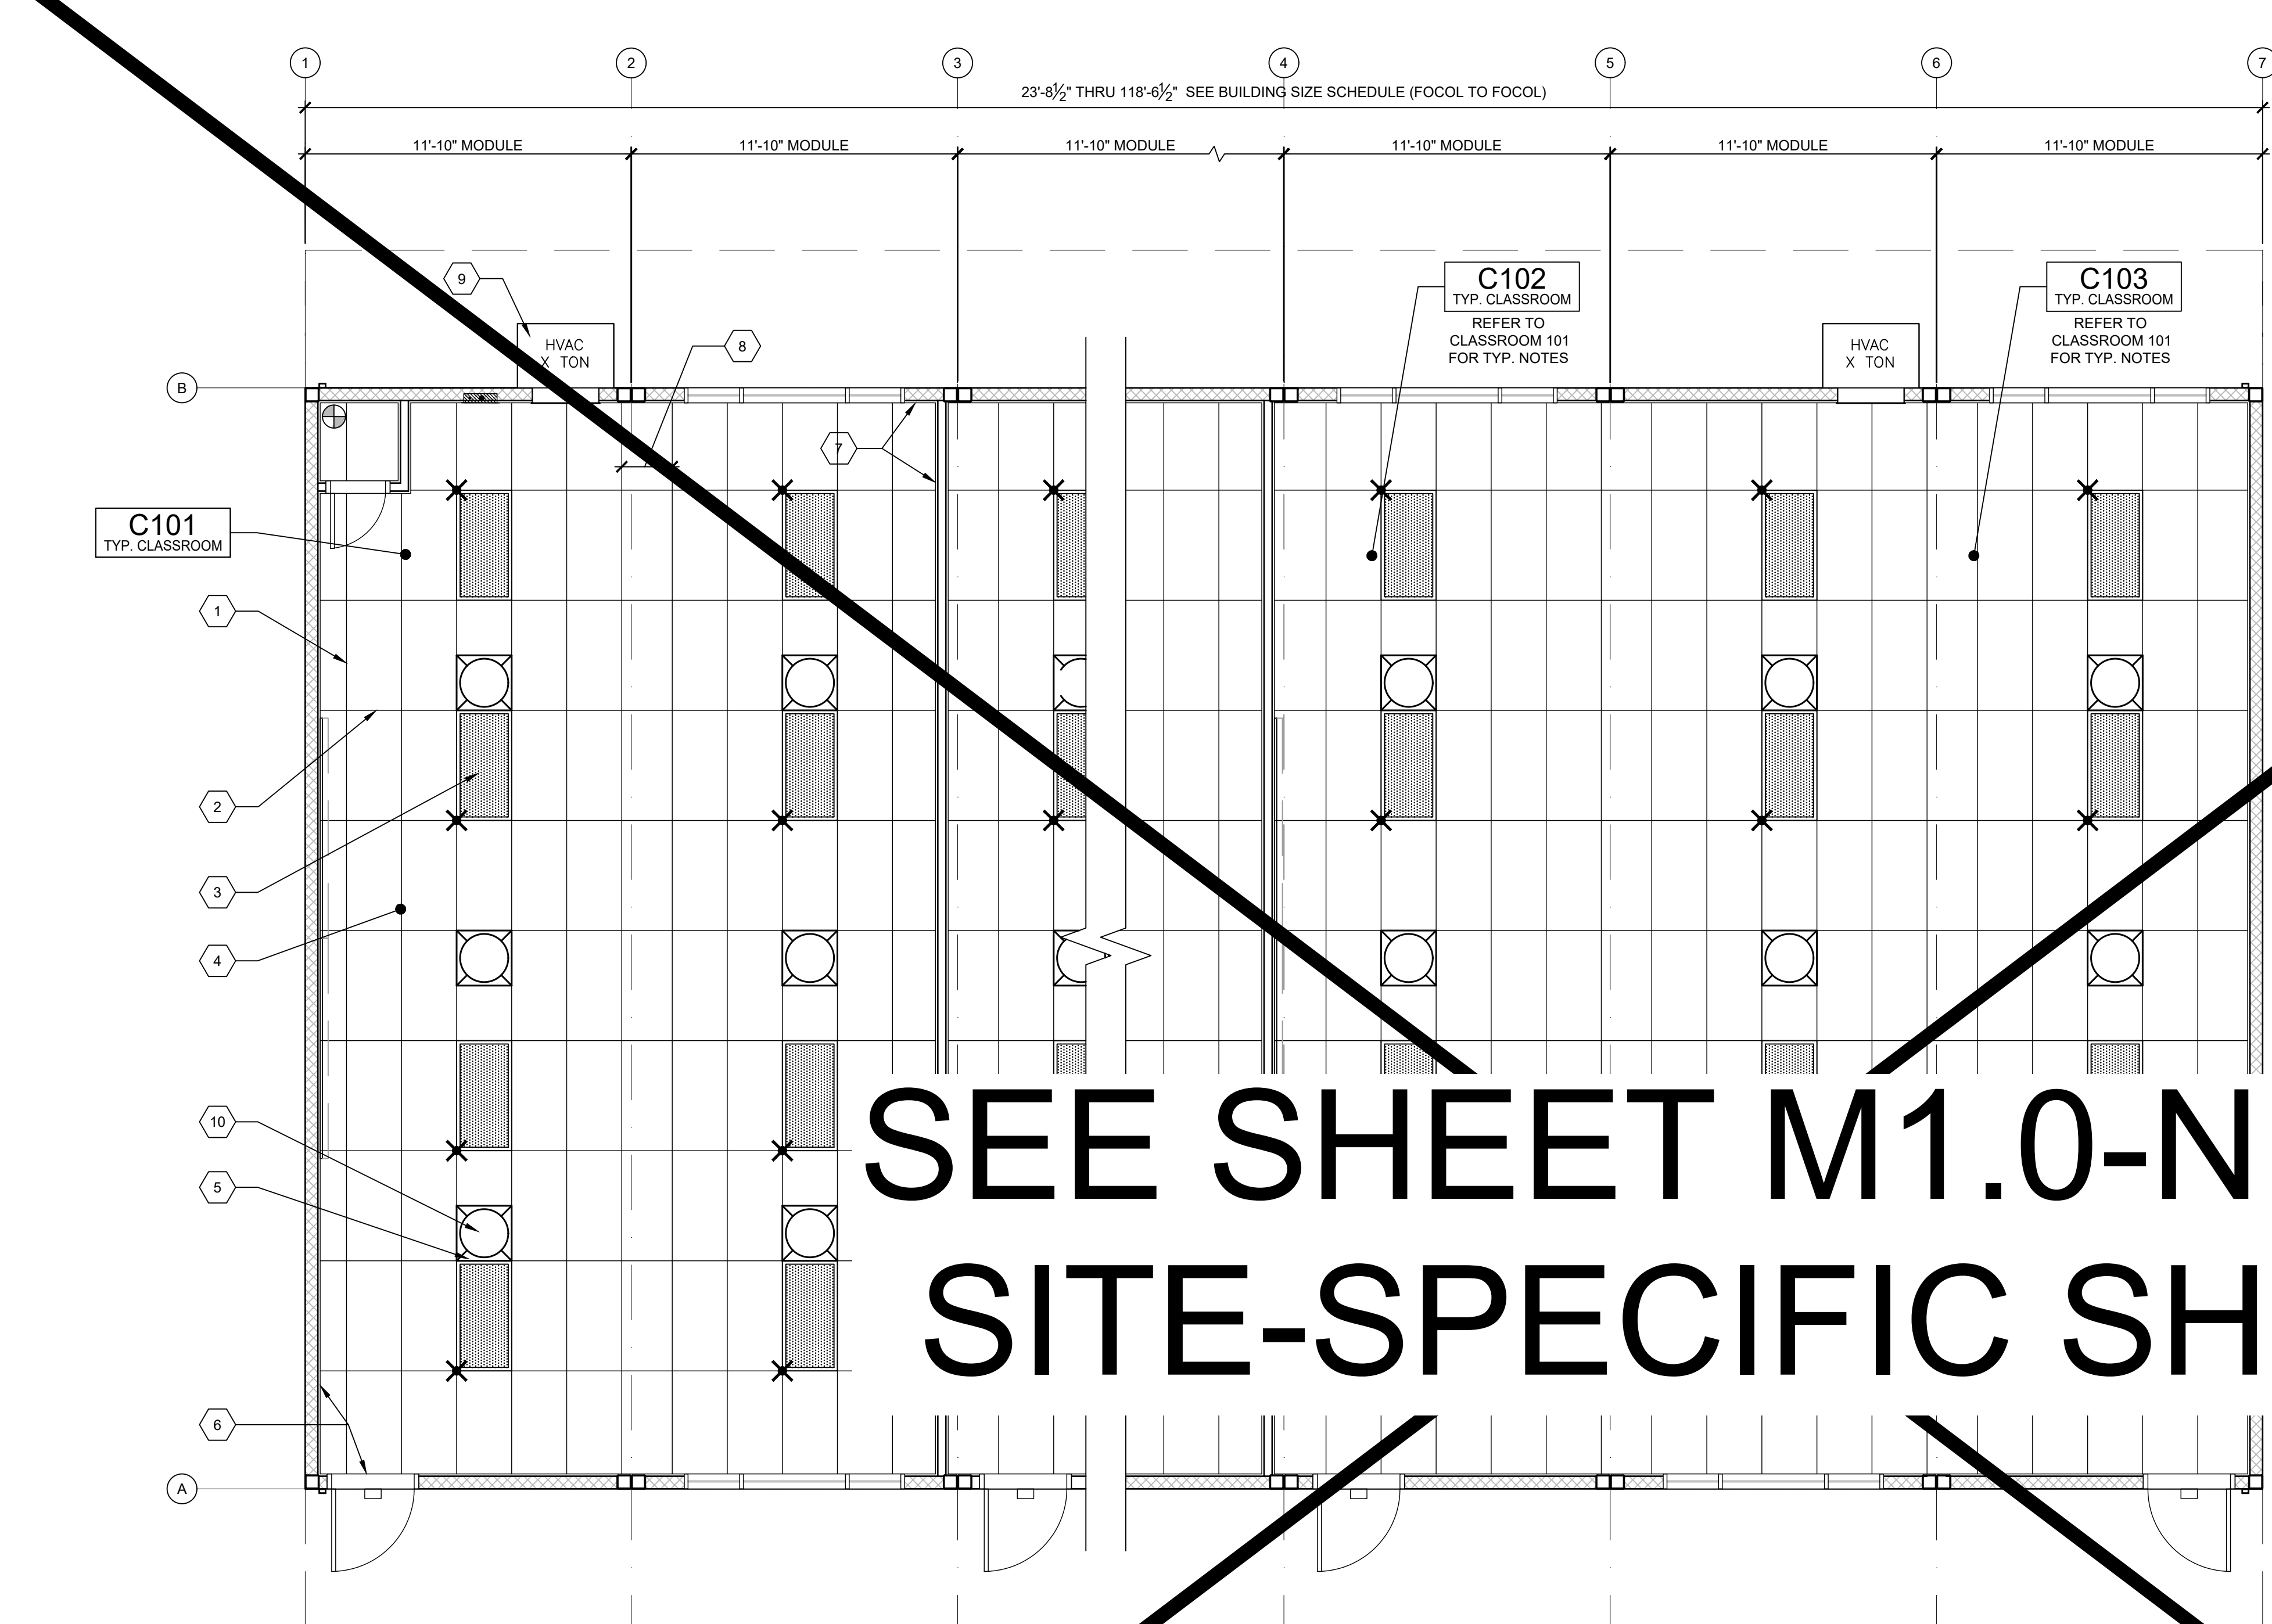 1 2 3 4 5 6 7
23'-8½" THRU 118'-6½" SEE BUILDING SIZE SCHEDULE (FOCOL TO FOCOL)
11'-10" MODULE 11'-10" MODULE 11'-10" MODULE 11'-10" MODULE 11'-10" MODULE 11'-10" MODULE
9
C102
TYP. CLASSROOM
REFER TO
CLASSROOM 101
FOR TYP. NOTES
C103
TYP. CLASSROOM
REFER TO
CLASSROOM 101
FOR TYP. NOTES
HVAC
X TON
8
HVAC
X TON
B
7
C101
TYP. CLASSROOM
1
2
3
4
10
5
SEE SHEET M1.0-N
SITE-SPECIFIC SH
6
A